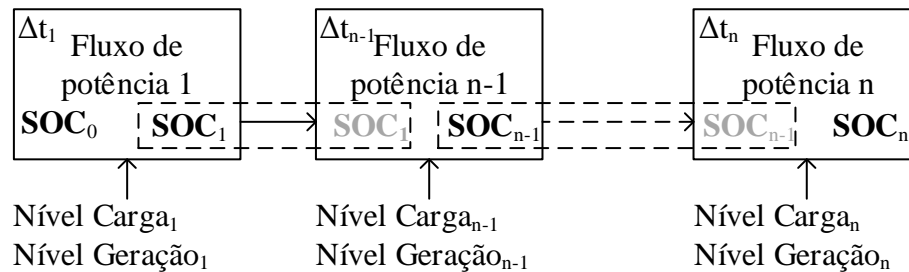 Δt₁
Fluxo de
potência 1
SOC₀ SOC₁
Nível Carga₁
Nível Geração₁
Δtₙ₋₁
Fluxo de
potência n-1
SOC₁ SOCₙ₋₁
Nível Cargaₙ₋₁
Nível Geraçãoₙ₋₁
Δtₙ
Fluxo de
potência n
SOCₙ₋₁ SOCₙ
Nível Cargaₙ
Nível Geraçãoₙ